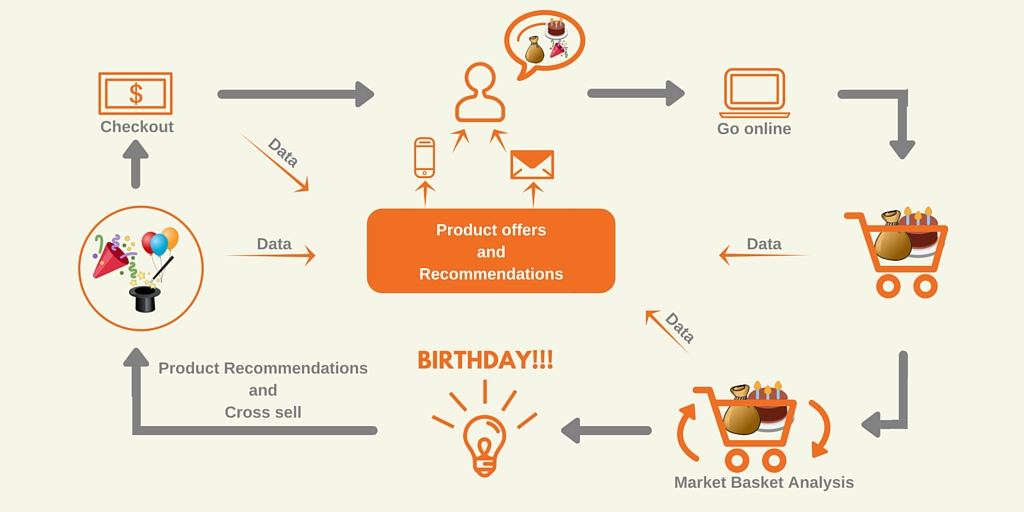 $
Checkout
Go online
Data
Product offers
and
Recommendations
Data
Data
Data
BIRTHDAY!!!
Product Recommendations
and
Cross sell
Market Basket Analysis